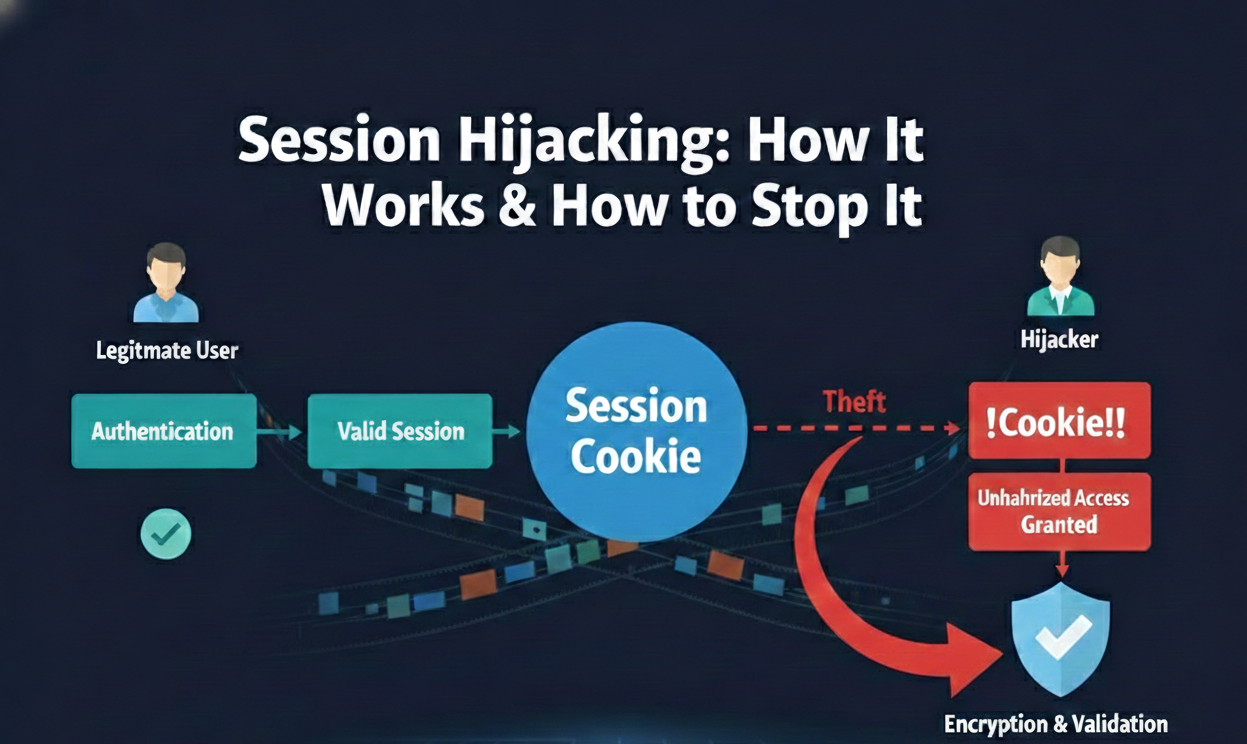 Session Hijacking: How It
Works & How to Stop It
Legitmate User
Hijacker
Authentication
Valid Session
Session
Cookie
Theft
!Cookie!!
Unhahrized Access
Granted
Encryption & Validation